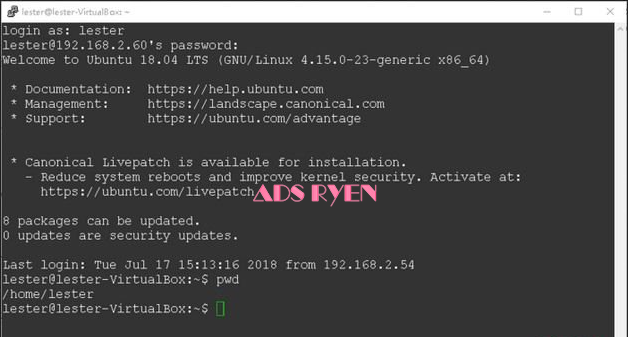 lester@lester-VirtualBox: ~
login as: lester
lester@192.168.2.60's password:
Welcome to Ubuntu 18.04 LTS (GNU/Linux 4.15.0-23-generic x86_64)
* Documentation:  https://help.ubuntu.com
* Management:     https://landscape.canonical.com
* Support:        https://ubuntu.com/advantage
* Canonical Livepatch is available for installation.
- Reduce system reboots and improve kernel security. Activate at:
https://ubuntu.com/livepatch
ADS RYEN
8 packages can be updated.
0 updates are security updates.
Last login: Tue Jul 17 15:13:16 2018 from 192.168.2.54
lester@lester-VirtualBox:~$ pwd
/home/lester
lester@lester-VirtualBox:~$